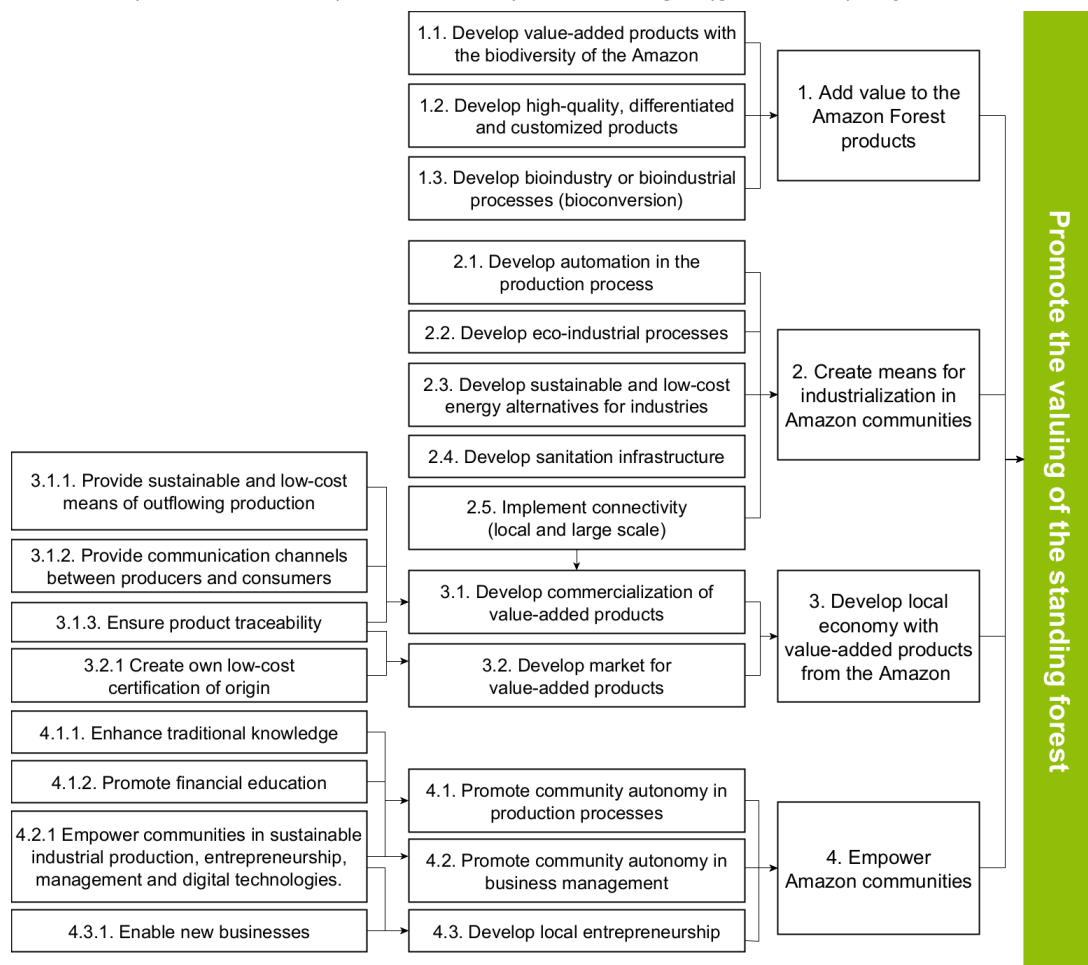 1.1. Develop value-added products with
the biodiversity of the Amazon
1.2. Develop high-quality, differentiated
and customized products
1.3. Develop bioindustry or bioindustrial
processes (bioconversion)
1. Add value to the
Amazon Forest
products
2.1. Develop automation in the
production process
2.2. Develop eco-industrial processes
2.3. Develop sustainable and low-cost
energy alternatives for industries
2.4. Develop sanitation infrastructure
2.5. Implement connectivity
(local and large scale)
2. Create means for
industrialization in
Amazon communities
3.1.1. Provide sustainable and low-cost
means of outflowing production
3.1.2. Provide communication channels
between producers and consumers
3.1.3. Ensure product traceability
3.2.1 Create own low-cost
certification of origin
3.1. Develop commercialization of
value-added products
3.2. Develop market for
value-added products
3. Develop local
economy with
value-added products
from the Amazon
4.1.1. Enhance traditional knowledge
4.1.2. Promote financial education
4.2.1 Empower communities in sustainable
industrial production, entrepreneurship,
management and digital technologies.
4.3.1. Enable new businesses
4.1. Promote community autonomy in
production processes
4.2. Promote community autonomy in
business management
4.3. Develop local entrepreneurship
4. Empower
Amazon communities
Promote the valuing of the standing forest